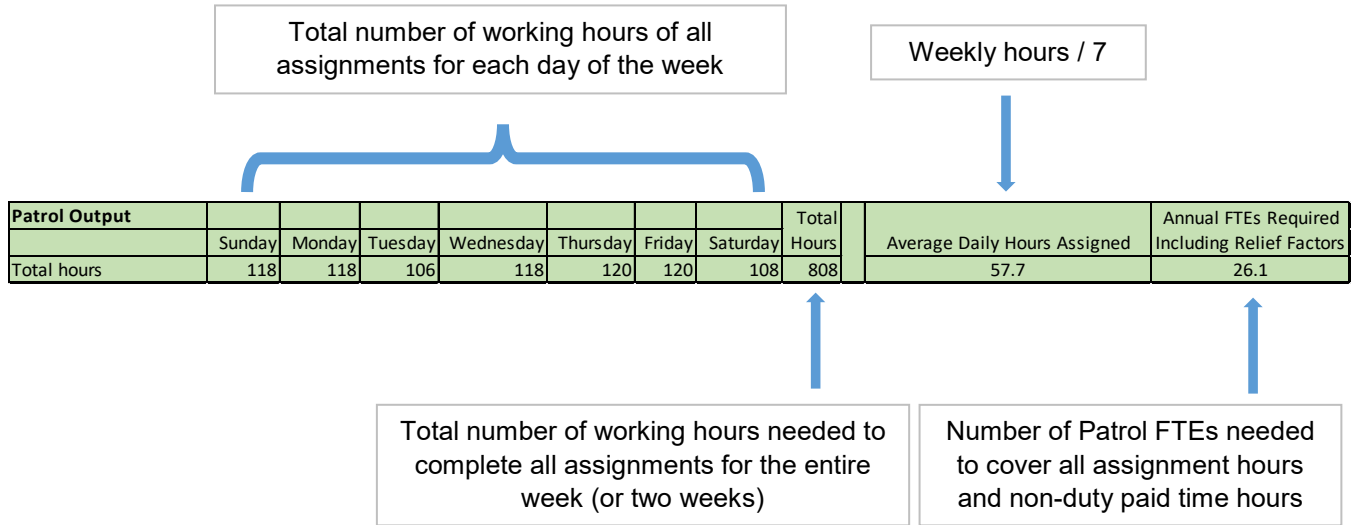 Total number of working hours of all
assignments for each day of the week
Weekly hours / 7
Patrol Output Total Annual FTEs Required
Sunday Monday Tuesday Wednesday Thursday Friday Saturday Hours Average Daily Hours Assigned Including Relief Factors
Total hours 118 118 106 118 120 120 108 808 57.7 26.1
Total number of working hours needed to
complete all assignments for the entire
week (or two weeks)
Number of Patrol FTEs needed
to cover all assignment hours
and non-duty paid time hours